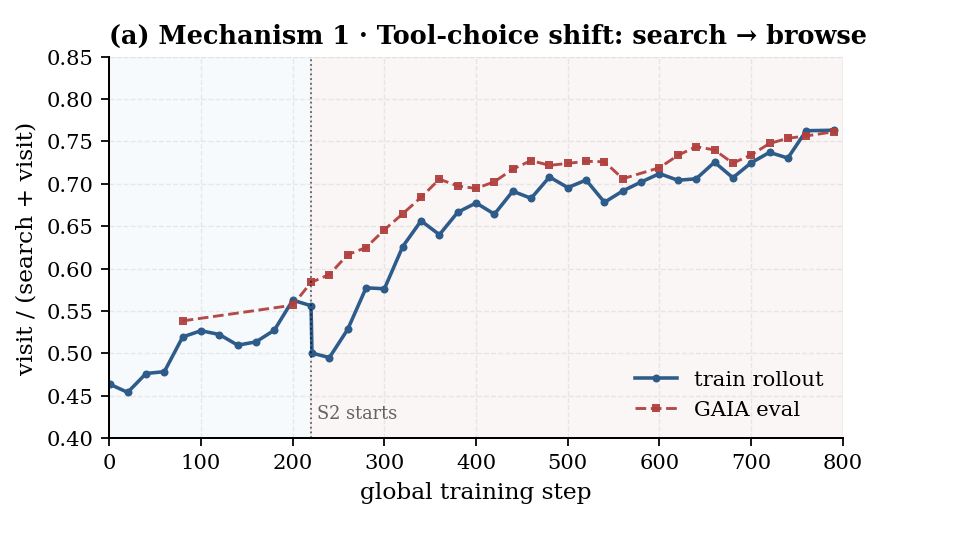 (a) Mechanism 1 · Tool-choice shift: search → browse
visit / (search + visit)
0.85
0.80
0.75
0.70
0.65
0.60
0.55
0.50
0.45
0.40
S2 starts
train rollout
GAIA eval
0 100 200 300 400 500 600 700 800
global training step